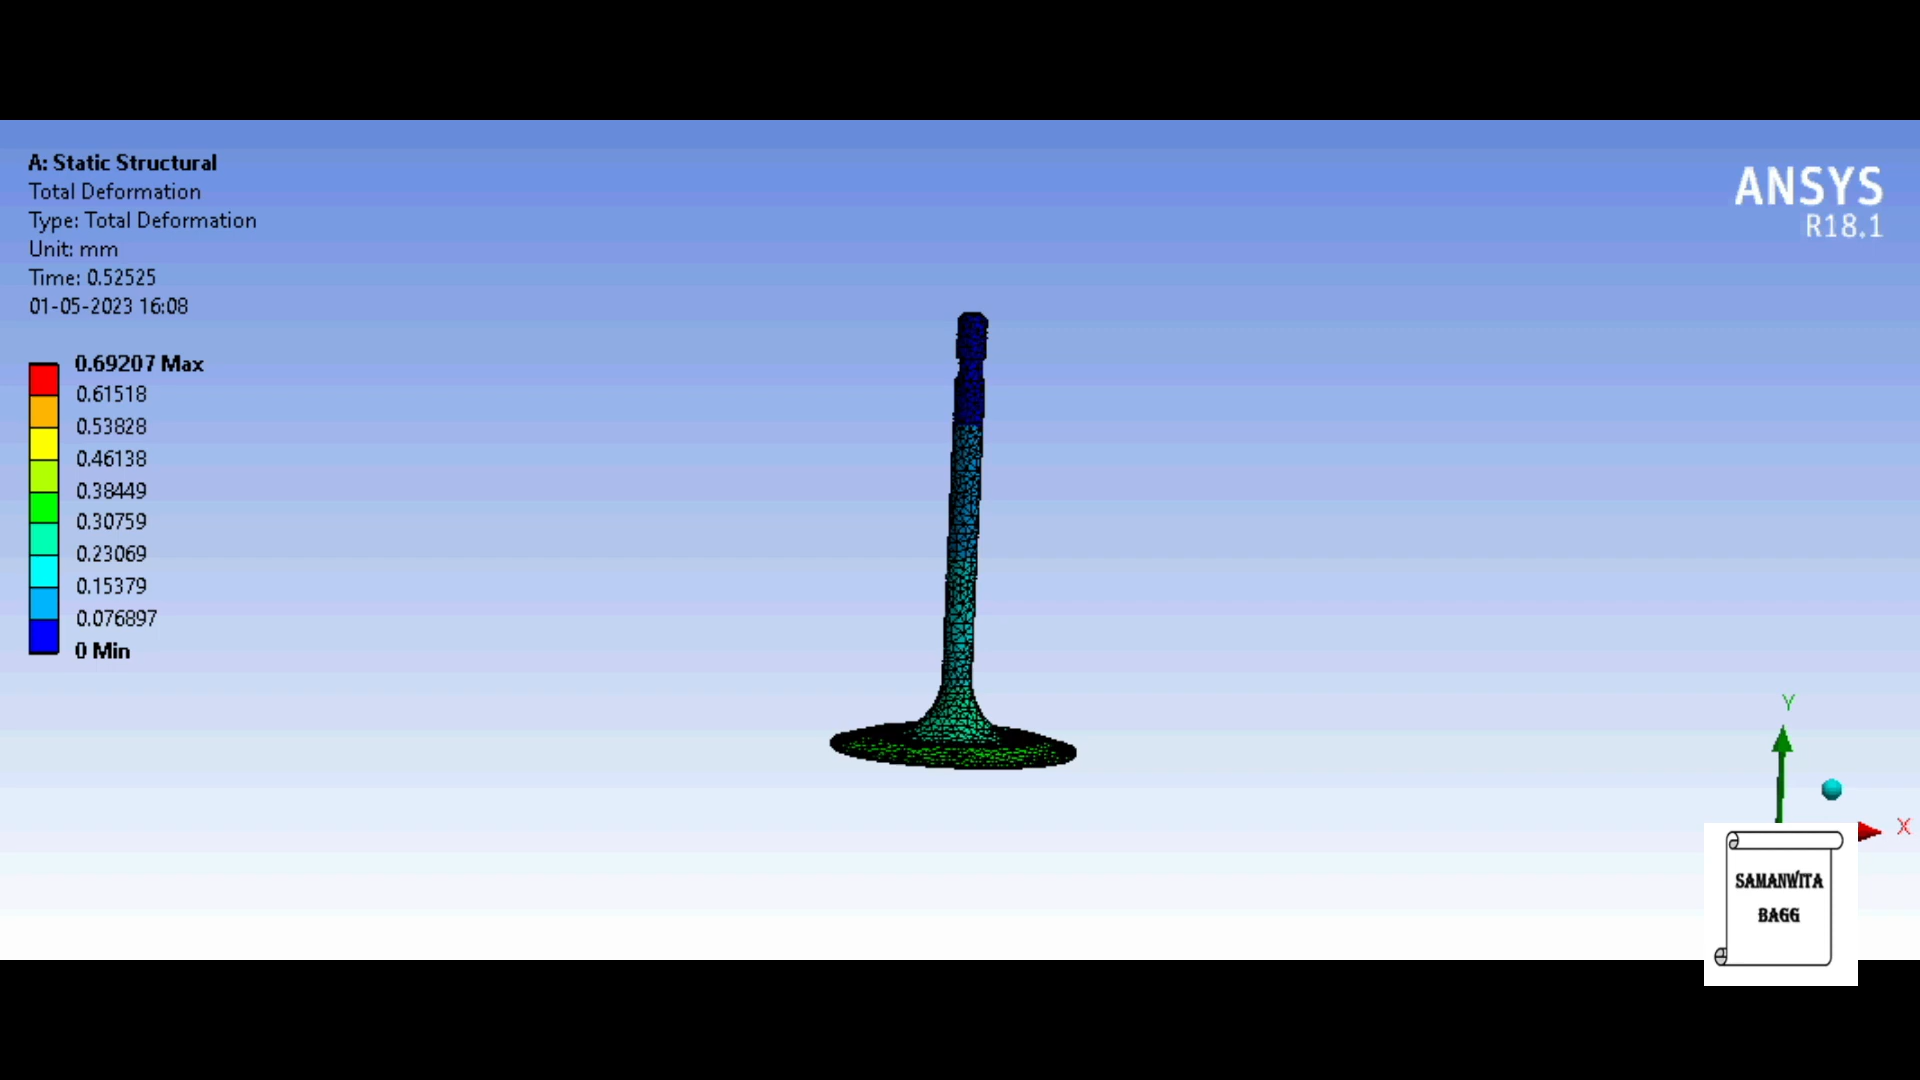 A: Static Structural
Total Deformation
Type: Total Deformation
Unit: mm
Time: 0.52525
01-05-2023 16:08
0.69207 Max
0.61518
0.53828
0.46138
0.38449
0.30759
0.23069
0.15379
0.076897
0 Min
ANSYS
R18.1
Y
X
SAMANWITA
BAGG